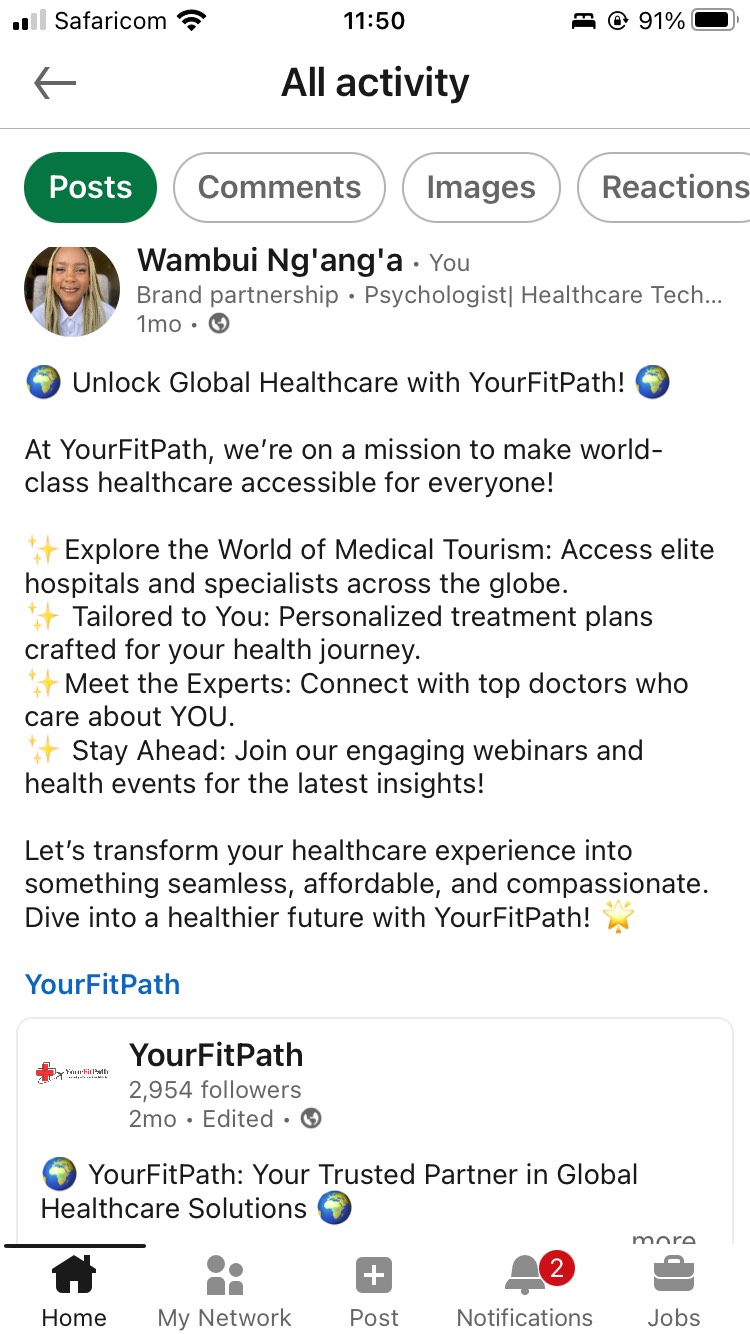 Safaricom 11:50 91%
All activity
Posts Comments Images Reactions
Wambui Ng'ang'a • You
Brand partnership • Psychologist| Healthcare Tech...
1mo •
🌍 Unlock Global Healthcare with YourFitPath! 🌍
At YourFitPath, we’re on a mission to make world-
class healthcare accessible for everyone!
✨Explore the World of Medical Tourism: Access elite
hospitals and specialists across the globe.
✨ Tailored to You: Personalized treatment plans
crafted for your health journey.
✨Meet the Experts: Connect with top doctors who
care about YOU.
✨ Stay Ahead: Join our engaging webinars and
health events for the latest insights!
Let’s transform your healthcare experience into
something seamless, affordable, and compassionate.
Dive into a healthier future with YourFitPath! 🌟
YourFitPath
YourFitPath
YourFitPath
2,954 followers
2mo • Edited •
🌍 YourFitPath: Your Trusted Partner in Global
Healthcare Solutions 🌍
more
2
Home My Network Post Notifications Jobs